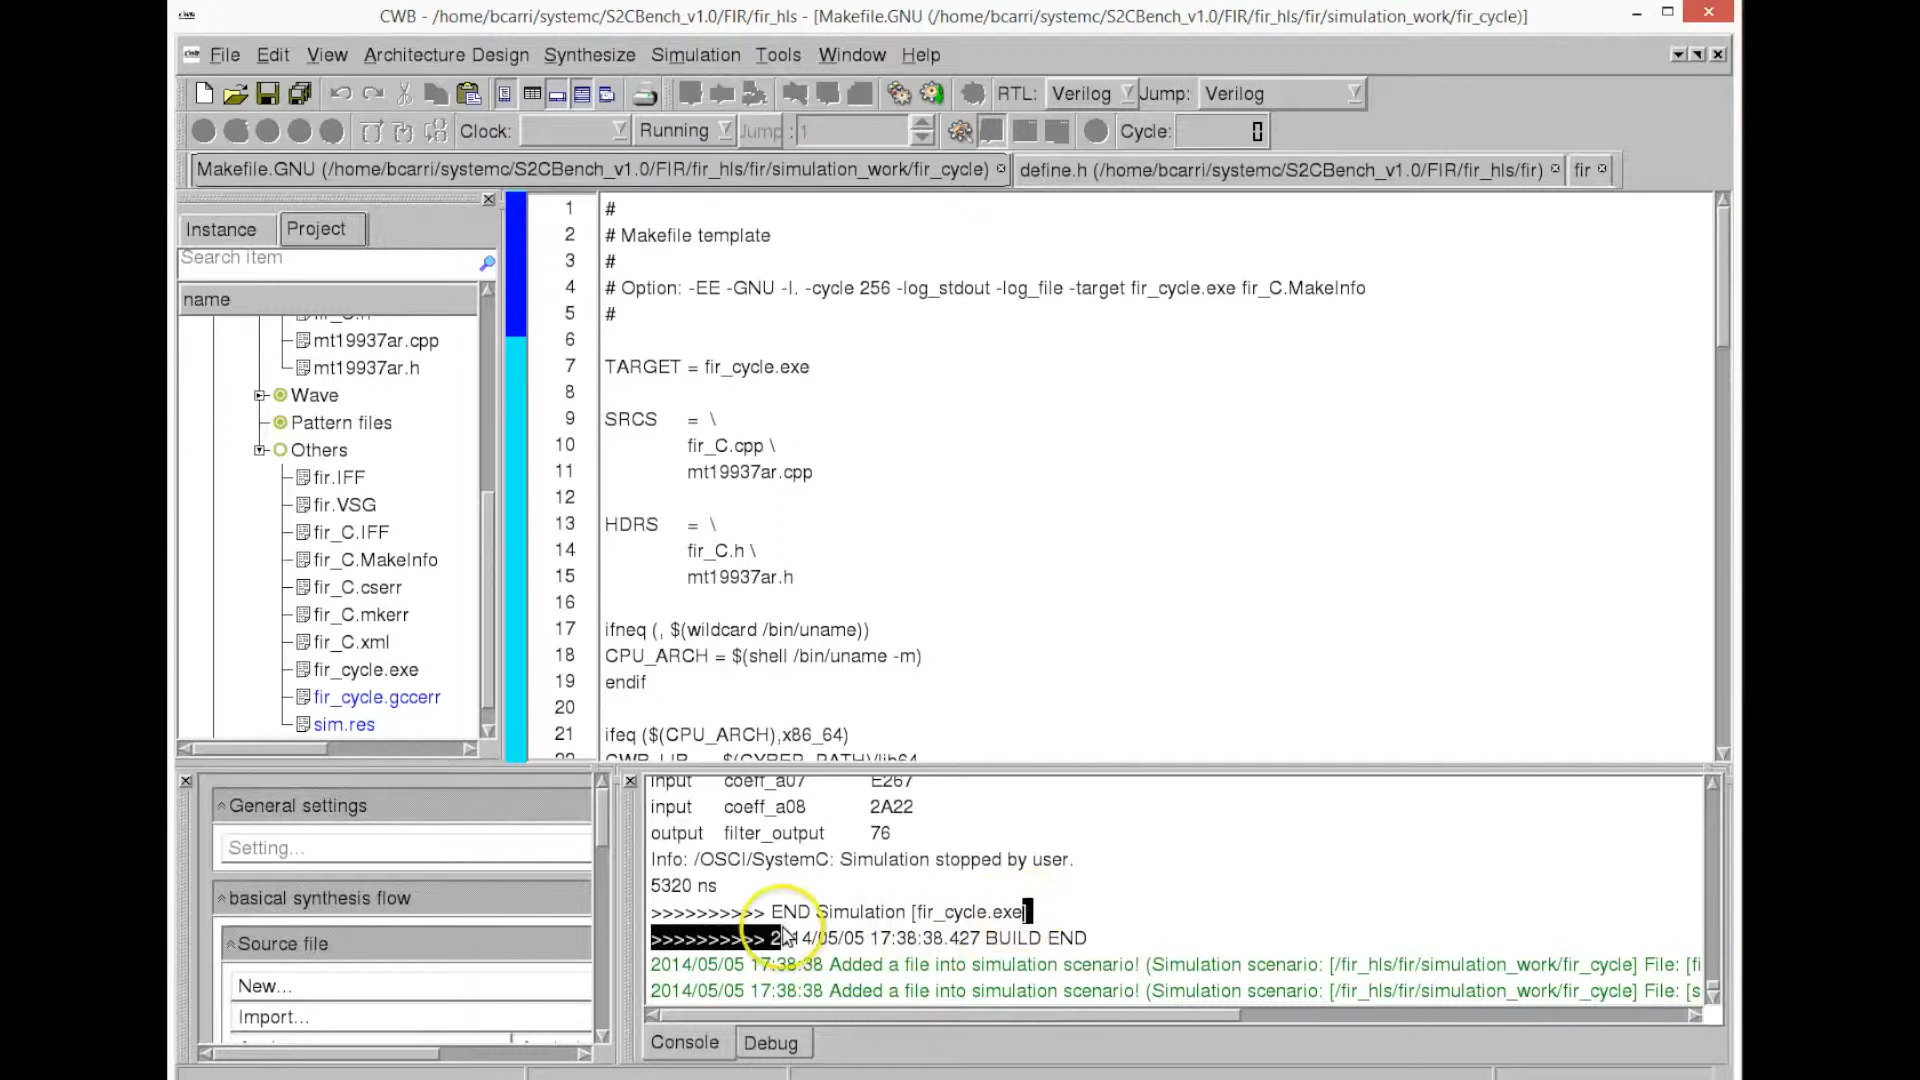 CWB - /home/bcarri/systemc/S2CBench_v1.0/FIR/fir_hls - [Makefile.GNU (/home/bcarri/systemc/S2CBench_v1.0/FIR/fir_hls/fir/simulation_work/fir_cycle)]
File Edit View Architecture Design Synthesize Simulation Tools Window Help
RTL: Verilog Jump: Verilog
Clock: Running Jump :1 Cycle: 0
Makefile.GNU (/home/bcarri/systemc/S2CBench_v1.0/FIR/fir_hls/fir/simulation_work/fir_cycle) define.h (/home/bcarri/systemc/S2CBench_v1.0/FIR/fir_hls/fir) fir
Instance Project
Search item
name
mt19937ar.cpp
mt19937ar.h
Wave
Pattern files
Others
fir.IFF
fir.VSG
fir_C.IFF
fir_C.MakeInfo
fir_C.cserr
fir_C.mkerr
fir_C.xml
fir_cycle.exe
fir_cycle.gccerr
sim.res
1 #
2 # Makefile template
3 #
4 # Option: -EE -GNU -I. -cycle 256 -log_stdout -log_file -target fir_cycle.exe fir_C.MakeInfo
5 #
6
7 TARGET = fir_cycle.exe
8
9 SRCS = \
10 fir_C.cpp \
11 mt19937ar.cpp
12
13 HDRS = \
14 fir_C.h \
15 mt19937ar.h
16
17 ifneq (, $(wildcard /bin/uname))
18 CPU_ARCH = $(shell /bin/uname -m)
19 endif
20
21 ifeq ($(CPU_ARCH),x86_64)
General settings
Setting...
basical synthesis flow
Source file
New...
Import...
input coeff_a07 E267
input coeff_a08 2A22
output filter_output 76
Info: /OSCI/SystemC: Simulation stopped by user.
5320 ns
>>>>>>>>>> END Simulation [fir_cycle.exe]
>>>>>>>>>> 2014/05/05 17:38:38.427 BUILD END
2014/05/05 17:38:38 Added a file into simulation scenario! (Simulation scenario: [/fir_hls/fir/simulation_work/fir_cycle] File: [fi
2014/05/05 17:38:38 Added a file into simulation scenario! (Simulation scenario: [/fir_hls/fir/simulation_work/fir_cycle] File: [s
Console Debug